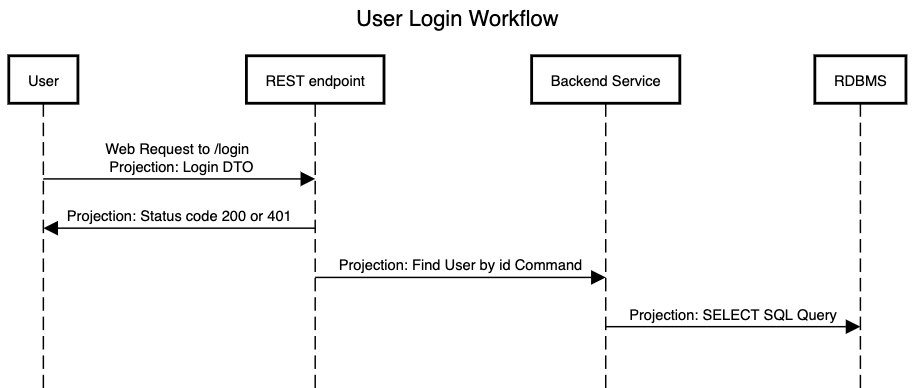 User Login Workflow
User
REST endpoint
Backend Service
RDBMS
Web Request to /login
Projection: Login DTO
Projection: Status code 200 or 401
Projection: Find User by id Command
Projection: SELECT SQL Query